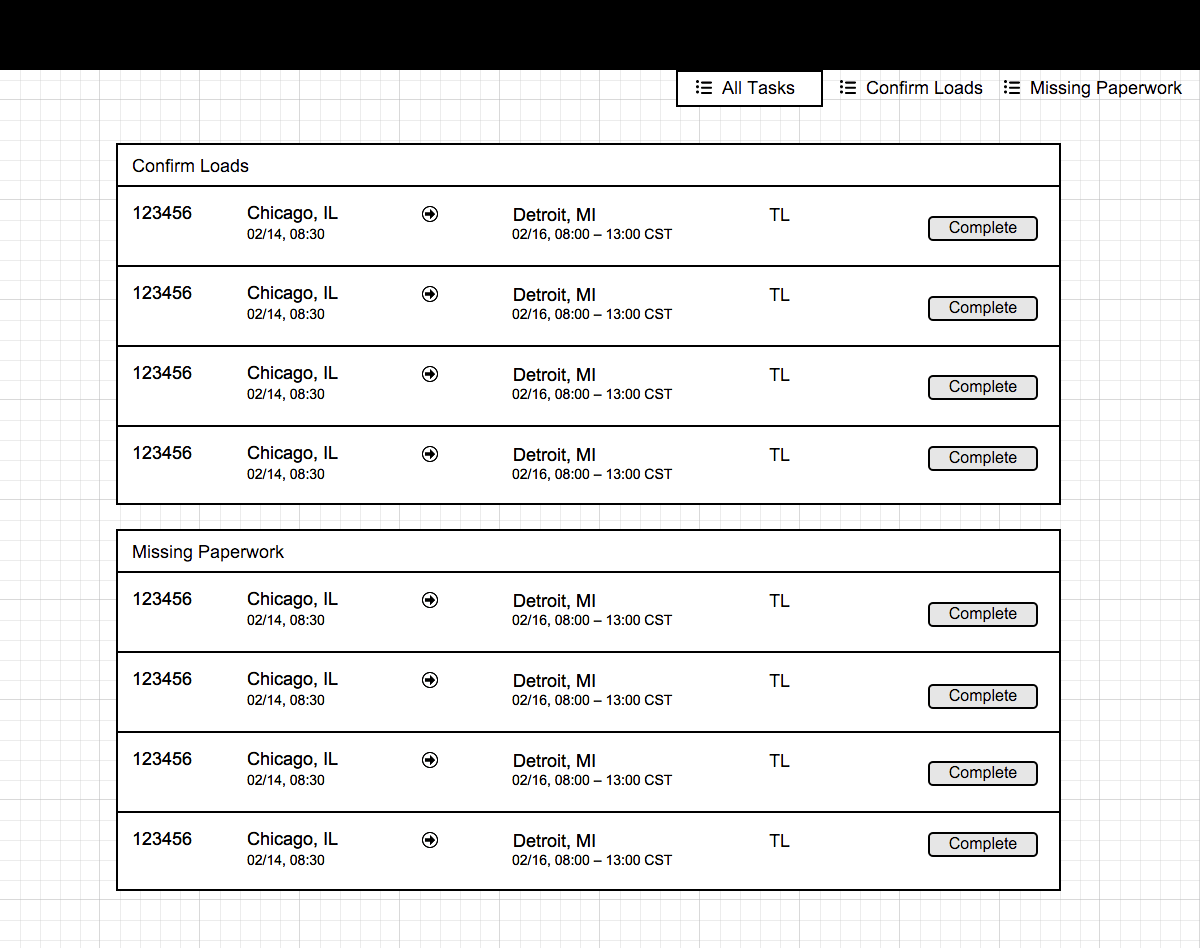 All Tasks Confirm Loads Missing Paperwork
Confirm Loads
123456 Chicago, IL Detroit, MI TL
02/14, 08:30 02/16, 08:00 – 13:00 CST
Complete
123456 Chicago, IL Detroit, MI TL
02/14, 08:30 02/16, 08:00 – 13:00 CST
Complete
123456 Chicago, IL Detroit, MI TL
02/14, 08:30 02/16, 08:00 – 13:00 CST
Complete
123456 Chicago, IL Detroit, MI TL
02/14, 08:30 02/16, 08:00 – 13:00 CST
Complete
Missing Paperwork
123456 Chicago, IL Detroit, MI TL
02/14, 08:30 02/16, 08:00 – 13:00 CST
Complete
123456 Chicago, IL Detroit, MI TL
02/14, 08:30 02/16, 08:00 – 13:00 CST
Complete
123456 Chicago, IL Detroit, MI TL
02/14, 08:30 02/16, 08:00 – 13:00 CST
Complete
123456 Chicago, IL Detroit, MI TL
02/14, 08:30 02/16, 08:00 – 13:00 CST
Complete